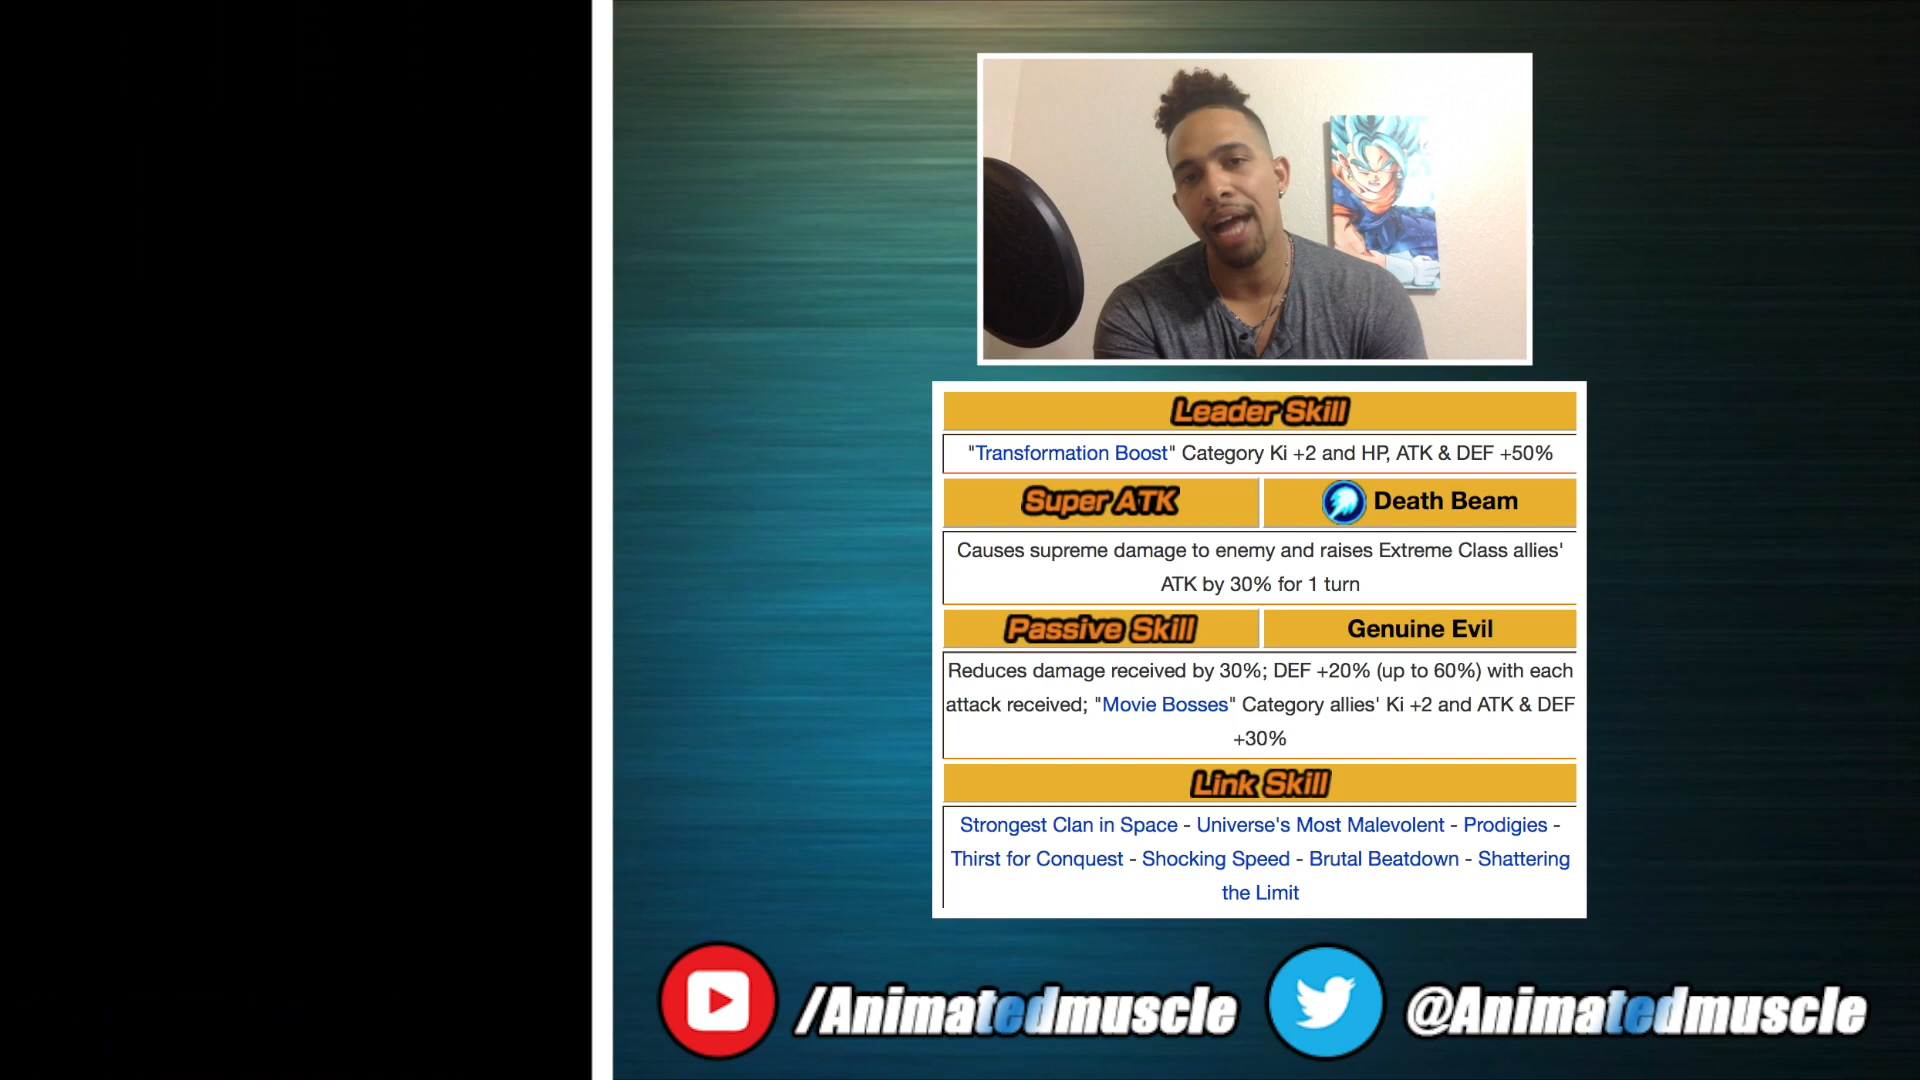 Leader Skill
"Transformation Boost" Category Ki +2 and HP, ATK & DEF +50%
Super ATK
Death Beam
Causes supreme damage to enemy and raises Extreme Class allies'
ATK by 30% for 1 turn
Passive Skill
Genuine Evil
Reduces damage received by 30%; DEF +20% (up to 60%) with each
attack received; "Movie Bosses" Category allies' Ki +2 and ATK & DEF
+30%
Link Skill
Strongest Clan in Space - Universe's Most Malevolent - Prodigies -
Thirst for Conquest - Shocking Speed - Brutal Beatdown - Shattering
the Limit
/Animatedmuscle
@Animatedmuscle